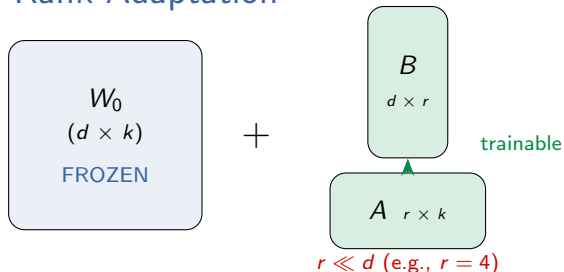 Rank Adaptation
W₀
(d × k)
FROZEN
+
B
d × r
trainable
A r × k
r ≪ d (e.g., r = 4)